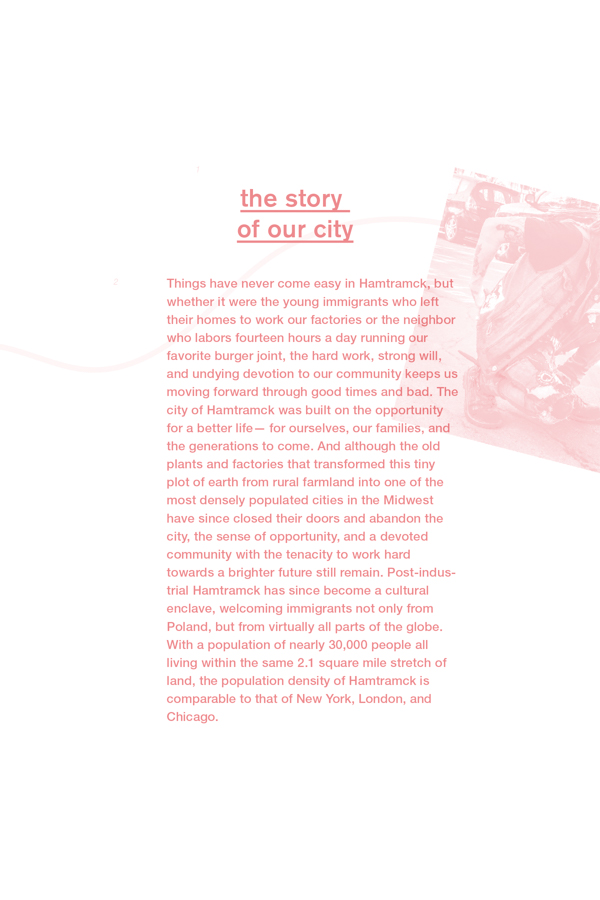 1
the story
of our city
2
Things have never come easy in Hamtramck, but
whether it were the young immigrants who left
their homes to work our factories or the neighbor
who labors fourteen hours a day running our
favorite burger joint, the hard work, strong will,
and undying devotion to our community keeps us
moving forward through good times and bad. The
city of Hamtramck was built on the opportunity
for a better life— for ourselves, our families, and
the generations to come. And although the old
plants and factories that transformed this tiny
plot of earth from rural farmland into one of the
most densely populated cities in the Midwest
have since closed their doors and abandon the
city, the sense of opportunity, and a devoted
community with the tenacity to work hard
towards a brighter future still remain. Post-indus-
trial Hamtramck has since become a cultural
enclave, welcoming immigrants not only from
Poland, but from virtually all parts of the globe.
With a population of nearly 30,000 people all
living within the same 2.1 square mile stretch of
land, the population density of Hamtramck is
comparable to that of New York, London, and
Chicago.